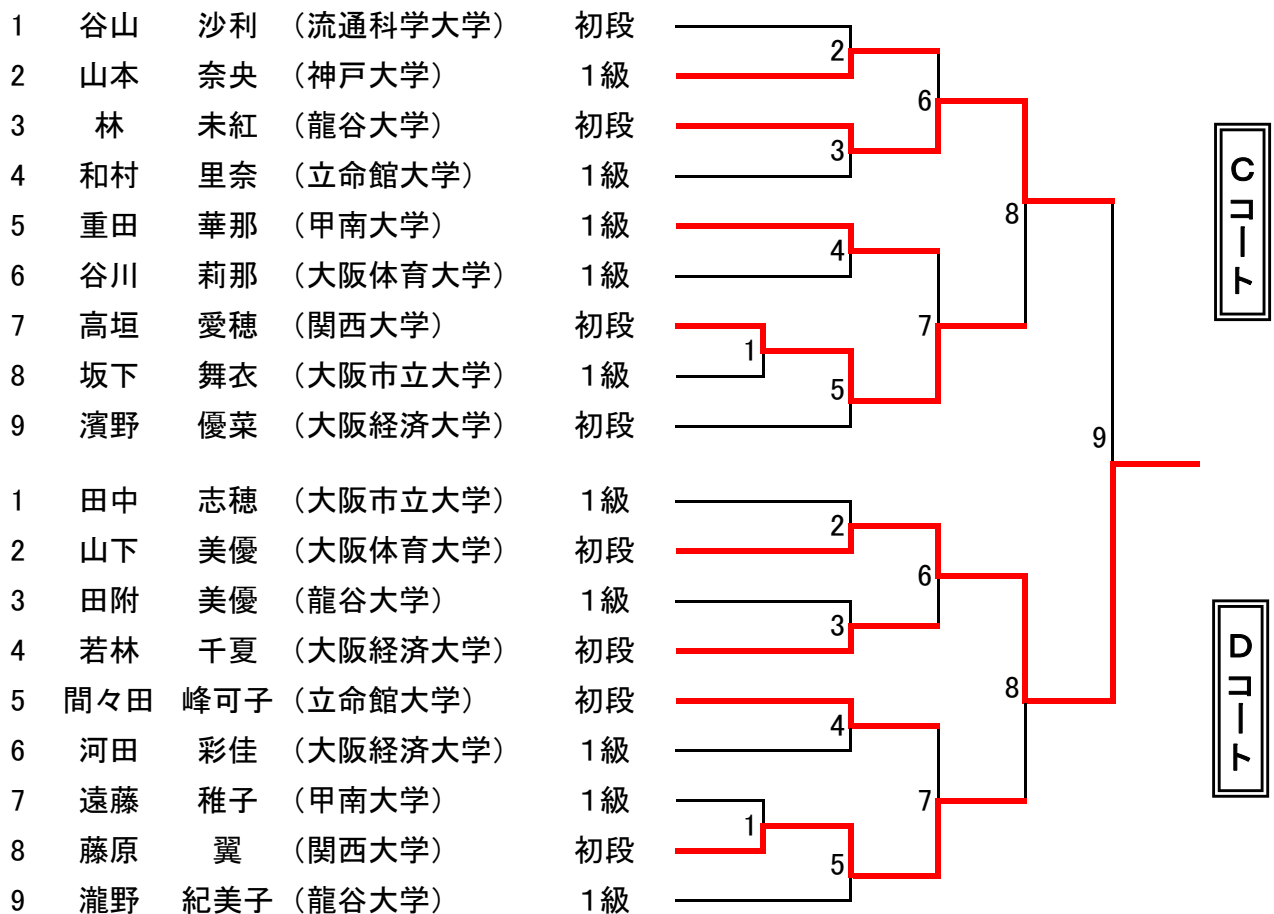 1 谷山 沙利 （流通科学大学） 初段
2 山本 奈央 （神戸大学） 1級
3 林 未紅 （龍谷大学） 初段
4 和村 里奈 （立命館大学） 1級
5 重田 華那 （甲南大学） 1級
6 谷川 莉那 （大阪体育大学） 1級
7 高垣 愛穂 （関西大学） 初段
8 坂下 舞衣 （大阪市立大学） 1級
9 濱野 優菜 （大阪経済大学） 初段
2
6
3
8
4
7
1
5
9
Cコート
1 田中 志穂 （大阪市立大学） 1級
2 山下 美優 （大阪体育大学） 初段
3 田附 美優 （龍谷大学） 1級
4 若林 千夏 （大阪経済大学） 初段
5 間々田 峰可子 （立命館大学） 初段
6 河田 彩佳 （大阪経済大学） 1級
7 遠藤 稚子 （甲南大学） 1級
8 藤原 翼 （関西大学） 初段
9 瀧野 紀美子 （龍谷大学） 1級
2
6
3
8
4
7
1
5
Dコート